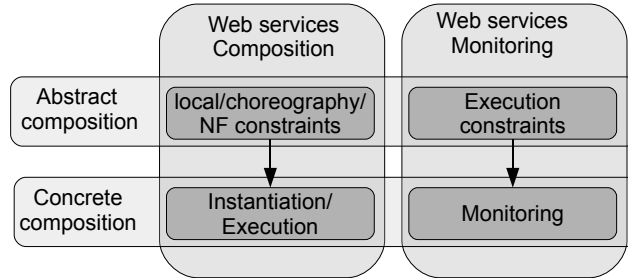 Web services
Composition
Web services
Monitoring
Abstract
composition
local/choreography/
NF constraints
Execution
constraints
Concrete
composition
Instantiation/
Execution
Monitoring